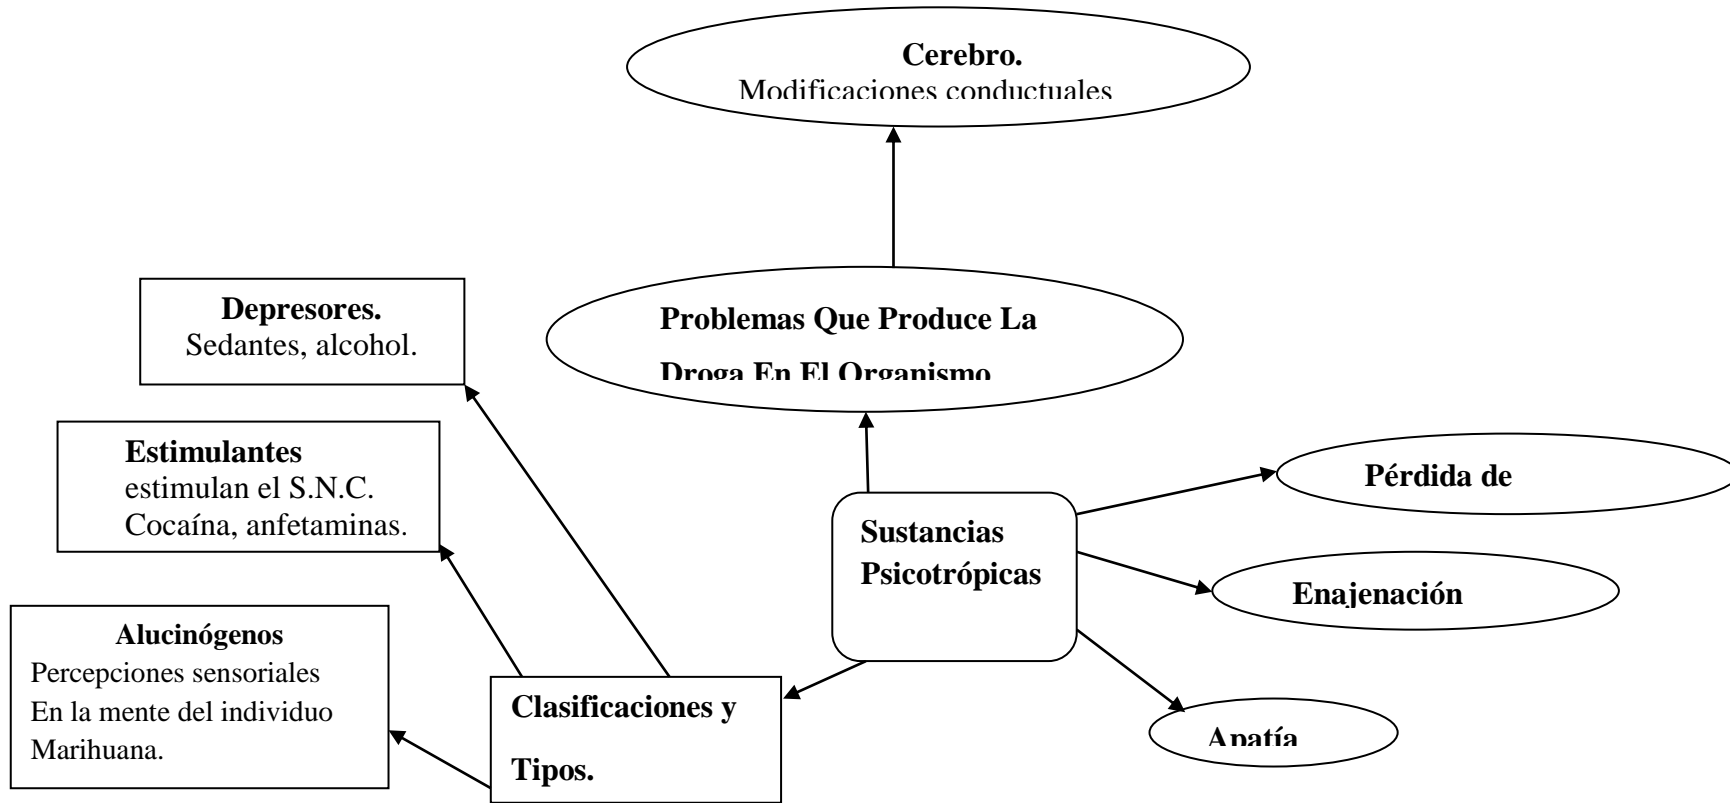 Cerebro.
Modificaciones conductuales
Depresores.
Sedantes, alcohol.
Problemas Que Produce La
Droga En El Organismo
Estimulantes
estimulan el S.N.C.
Cocaína, anfetaminas.
Pérdida de
Sustancias
Psicotrópicas
Enajenación
Alucinógenos
Percepciones sensoriales
En la mente del individuo
Marihuana.
Clasificaciones y
Tipos.
Apatía